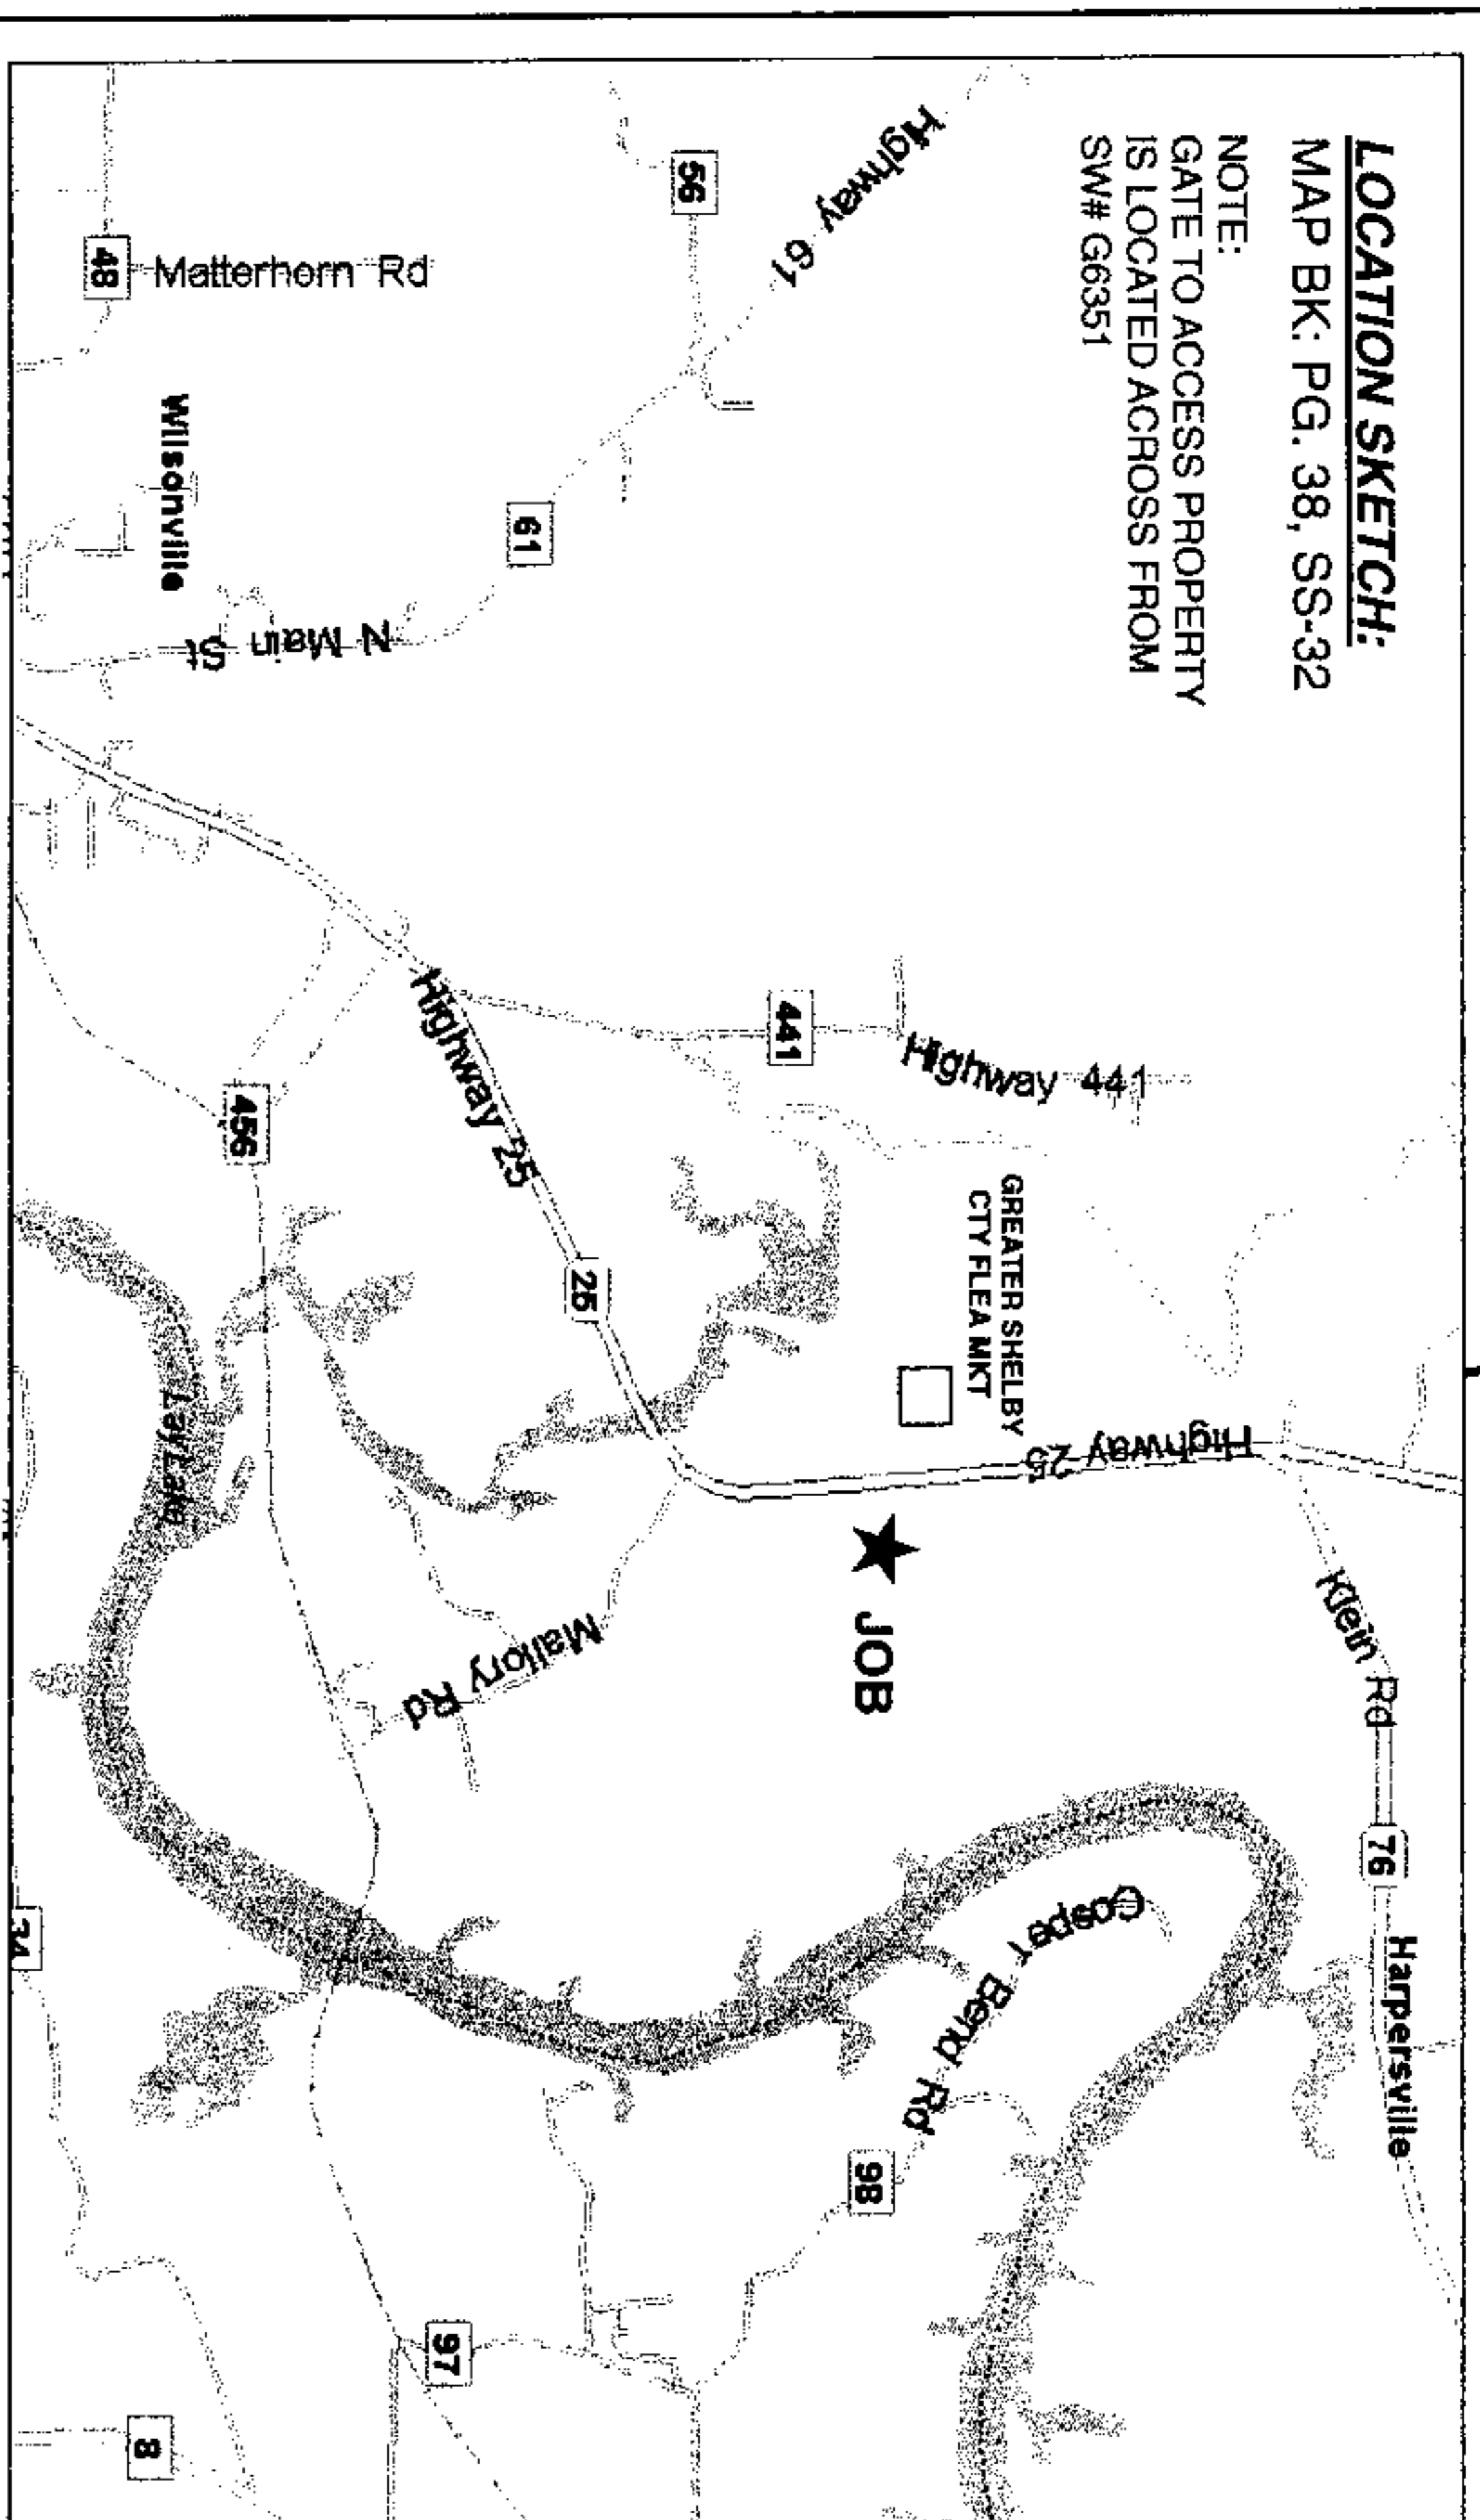 LOCATION SKETCH:
MAP BK: PG. 38, SS-32
NOTE:
GATE TO ACCESS PROPERTY
IS LOCATED ACROSS FROM
SW# G6351
Highway 61
56
48
Matterhorn Rd
Wilsonville
61
N Main St
Highway 441
441
Highway 25
456
25
GREATER SHELBY
CTY FLEA MKT
Highway 25
JOB
Klein Rd
76
Harpersville
Mallory Rd
Lay Lake
Cosper Bend Rd
98
34
97
8